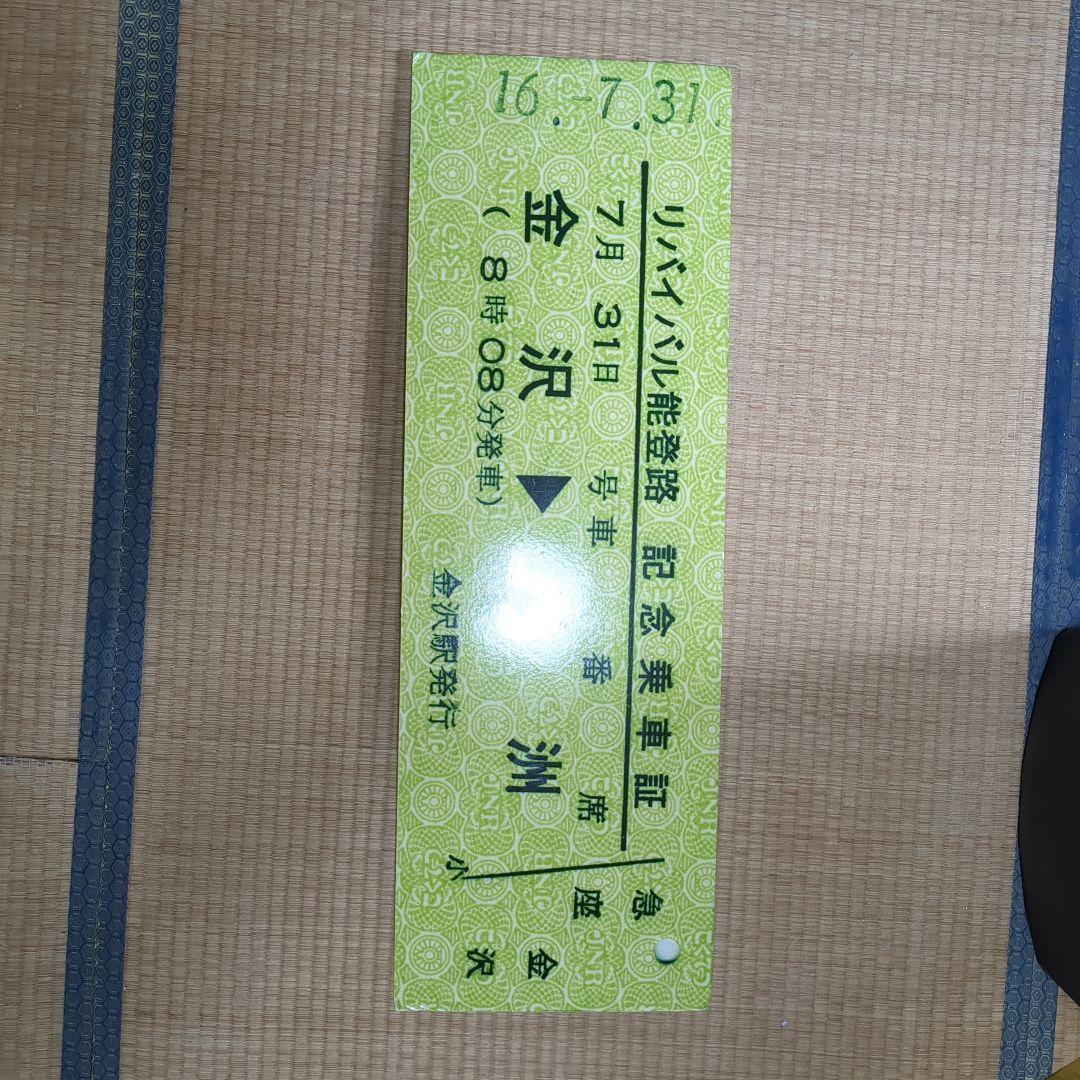 16.-7.31.
リバイバル能登路 記念乗車証
7月 31日 号車 番 席
金 沢 ▶ 洲
(8時08分発車)
金沢駅発行
小
急
座
金
沢